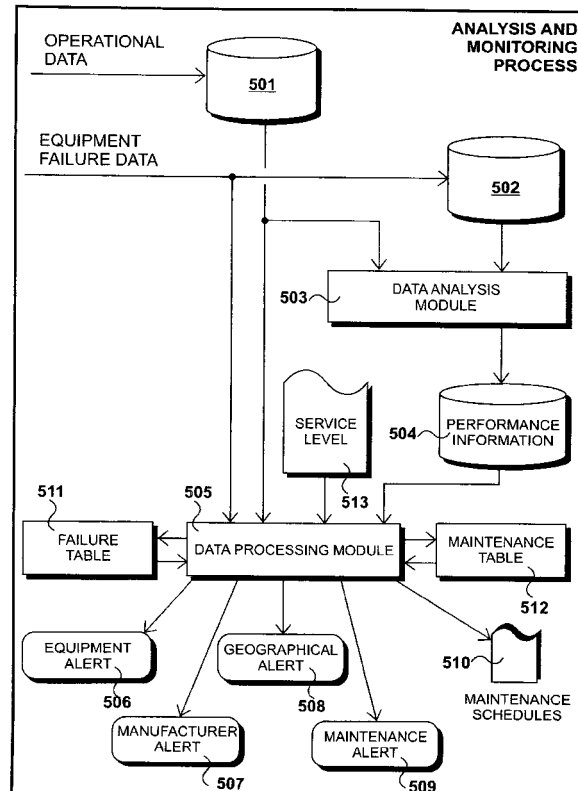 OPERATIONAL
DATA
ANALYSIS AND
MONITORING
PROCESS
501
EQUIPMENT
FAILURE DATA
502
503
DATA ANALYSIS
MODULE
SERVICE
LEVEL
513
504
PERFORMANCE
INFORMATION
511
FAILURE
TABLE
505
DATA PROCESSING MODULE
MAINTENANCE
TABLE
512
EQUIPMENT
ALERT
506
GEOGRAPHICAL
ALERT
508
510
MAINTENANCE
SCHEDULES
MANUFACTURER
ALERT
507
MAINTENANCE
ALERT
509